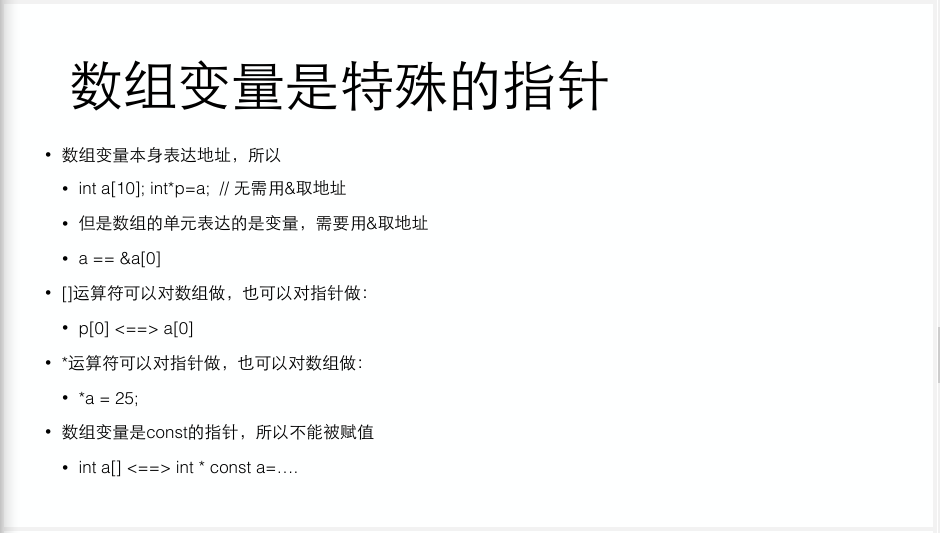 数组变量是特殊的指针
• 数组变量本身表达地址，所以
• int a[10]; int*p=a; // 无需用&取地址
• 但是数组的单元表达的是变量，需要用&取地址
• a == &a[0]
• []运算符可以对数组做，也可以对指针做：
• p[0] <==> a[0]
• *运算符可以对指针做，也可以对数组做：
• *a = 25;
• 数组变量是const的指针，所以不能被赋值
• int a[] <==> int * const a=….